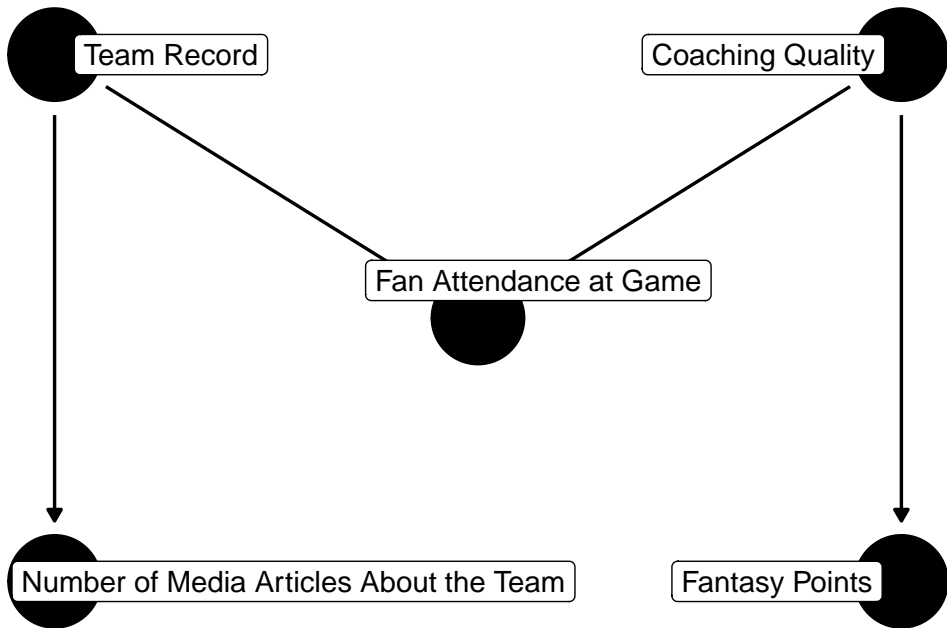 Team Record
Coaching Quality
Fan Attendance at Game
Number of Media Articles About the Team
Fantasy Points